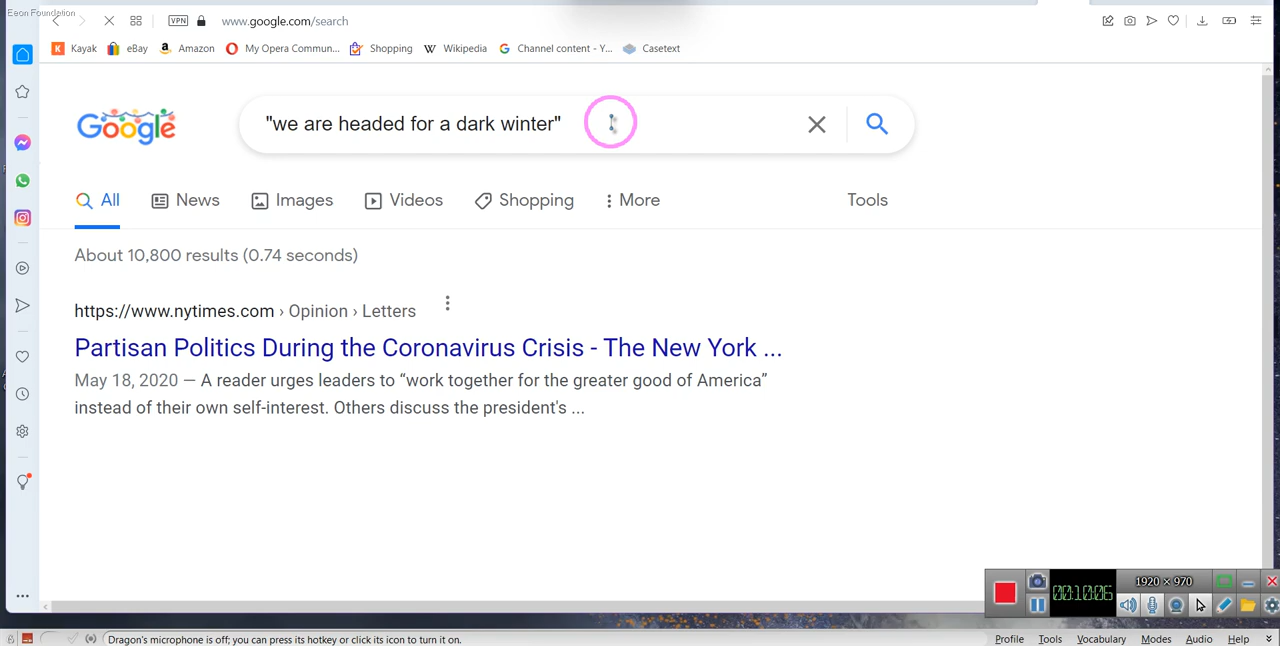 Eeon Foundation
VPN www.google.com/search
Kayak eBay Amazon My Opera Commun... Shopping Wikipedia Channel content - Y... Casetext
Google "we are headed for a dark winter"
All News Images Videos Shopping More Tools
About 10,800 results (0.74 seconds)
https://www.nytimes.com › Opinion › Letters
Partisan Politics During the Coronavirus Crisis - The New York ...
May 18, 2020 — A reader urges leaders to “work together for the greater good of America”
instead of their own self-interest. Others discuss the president's ...
1920 × 970
00:10:06
Dragon's microphone is off; you can press its hotkey or click its icon to turn it on. Profile Tools Vocabulary Modes Audio Help